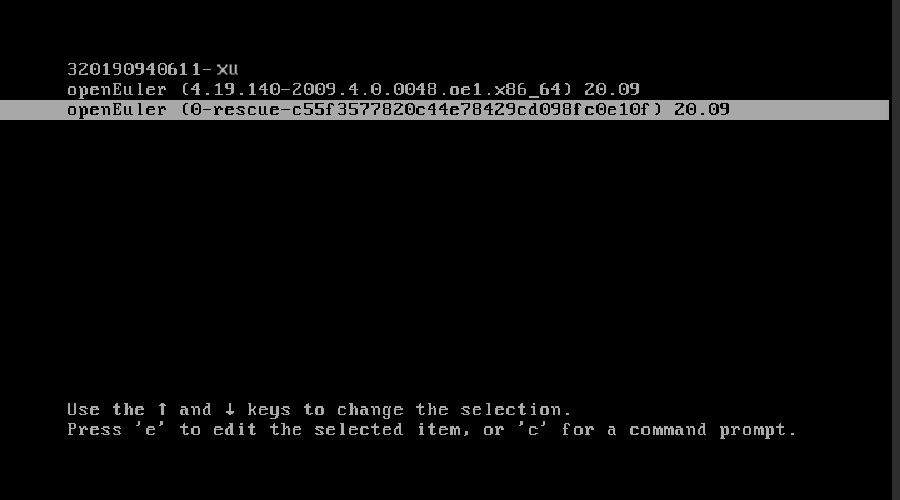 320190940611-xu
openEuler (4.19.140-2009.4.0.0048.oe1.x86_64) 20.09
openEuler (0-rescue-c55f3577820c44e78429cd098fc0e10f) 20.09
Use the ↑ and ↓ keys to change the selection.
Press 'e' to edit the selected item, or 'c' for a command prompt.